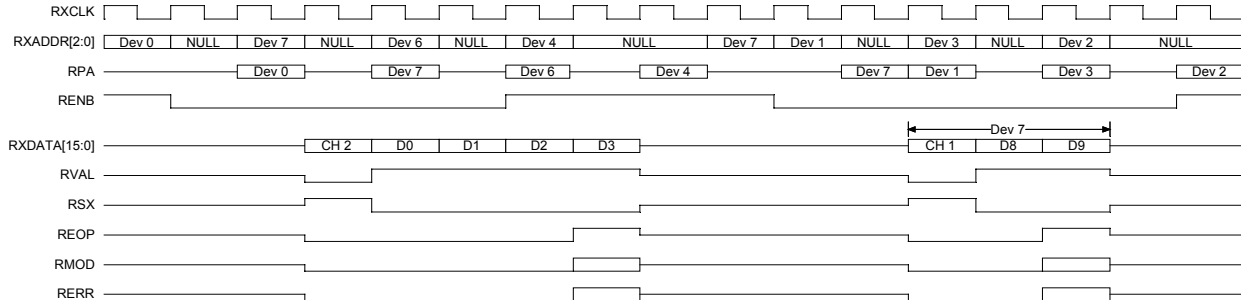 RXCLK
RXADDR[2:0] Dev 0 NULL Dev 7 NULL Dev 6 NULL Dev 4 NULL Dev 7 Dev 1 NULL Dev 3 NULL Dev 2 NULL
RPA Dev 0 Dev 7 Dev 6 Dev 4 Dev 7 Dev 1 Dev 3 Dev 2
RENB
Dev 7
RXDATA[15:0] CH 2 D0 D1 D2 D3 CH 1 D8 D9
RVAL
RSX
REOP
RMOD
RERR